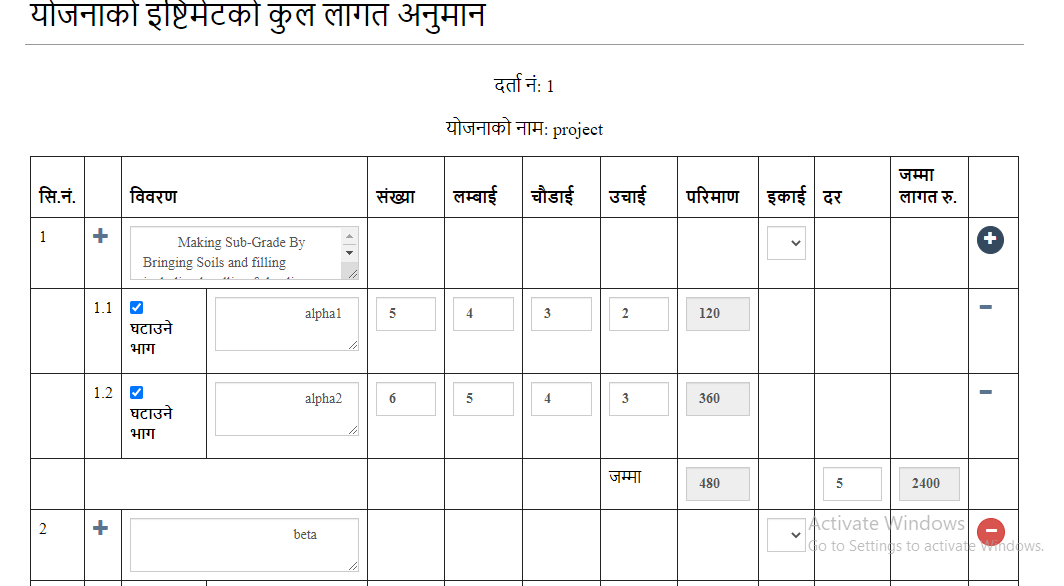 योजनाको इष्टिमेटको कुल लागत अनुमान
दर्ता नं: 1
योजनाको नाम: project
सि.नं. विवरण संख्या लम्बाई चौडाई उचाई परिमाण इकाई दर जम्मा लागत रु.
1 Making Sub-Grade By
Bringing Soils and filling
1.1 घटाउने भाग alpha1 5 4 3 2 120
1.2 घटाउने भाग alpha2 6 5 4 3 360
जम्मा 480 5 2400
2 beta
Activate Windows
Go to Settings to activate Windows.